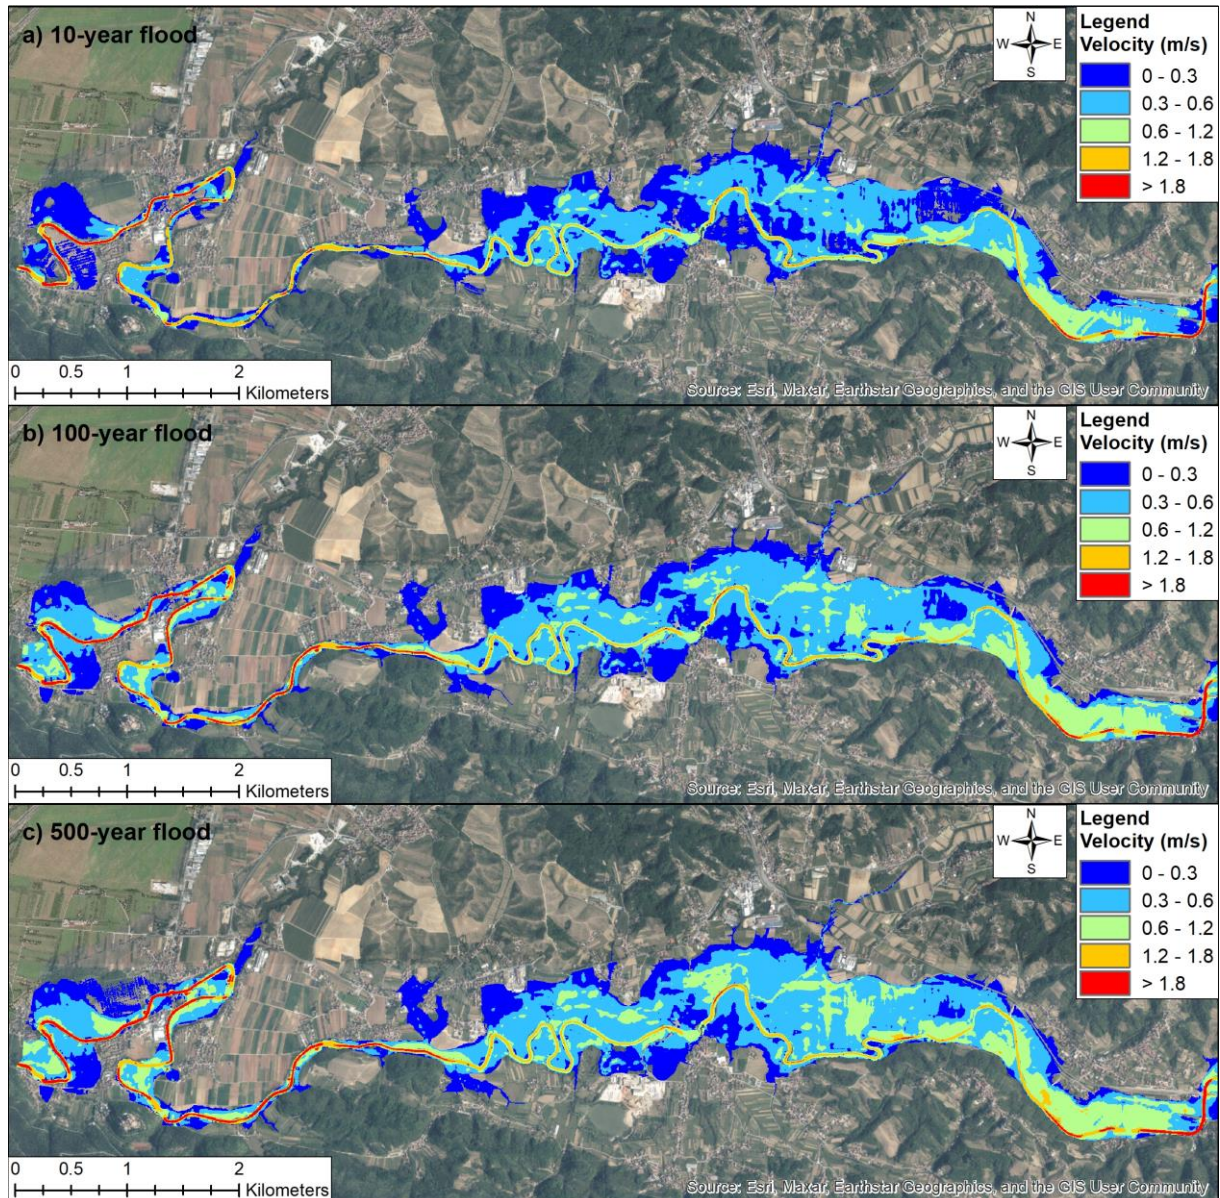 a) 10-year flood
N
W E
S
Legend
Velocity (m/s)
0 - 0.3
0.3 - 0.6
0.6 - 1.2
1.2 - 1.8
> 1.8
0 0.5 1 2
Kilometers
Source: Esri, Maxar, Earthstar Geographics, and the GIS User Community
b) 100-year flood
N
W E
S
Legend
Velocity (m/s)
0 - 0.3
0.3 - 0.6
0.6 - 1.2
1.2 - 1.8
> 1.8
0 0.5 1 2
Kilometers
Source: Esri, Maxar, Earthstar Geographics, and the GIS User Community
c) 500-year flood
N
W E
S
Legend
Velocity (m/s)
0 - 0.3
0.3 - 0.6
0.6 - 1.2
1.2 - 1.8
> 1.8
0 0.5 1 2
Kilometers
Source: Esri, Maxar, Earthstar Geographics, and the GIS User Community